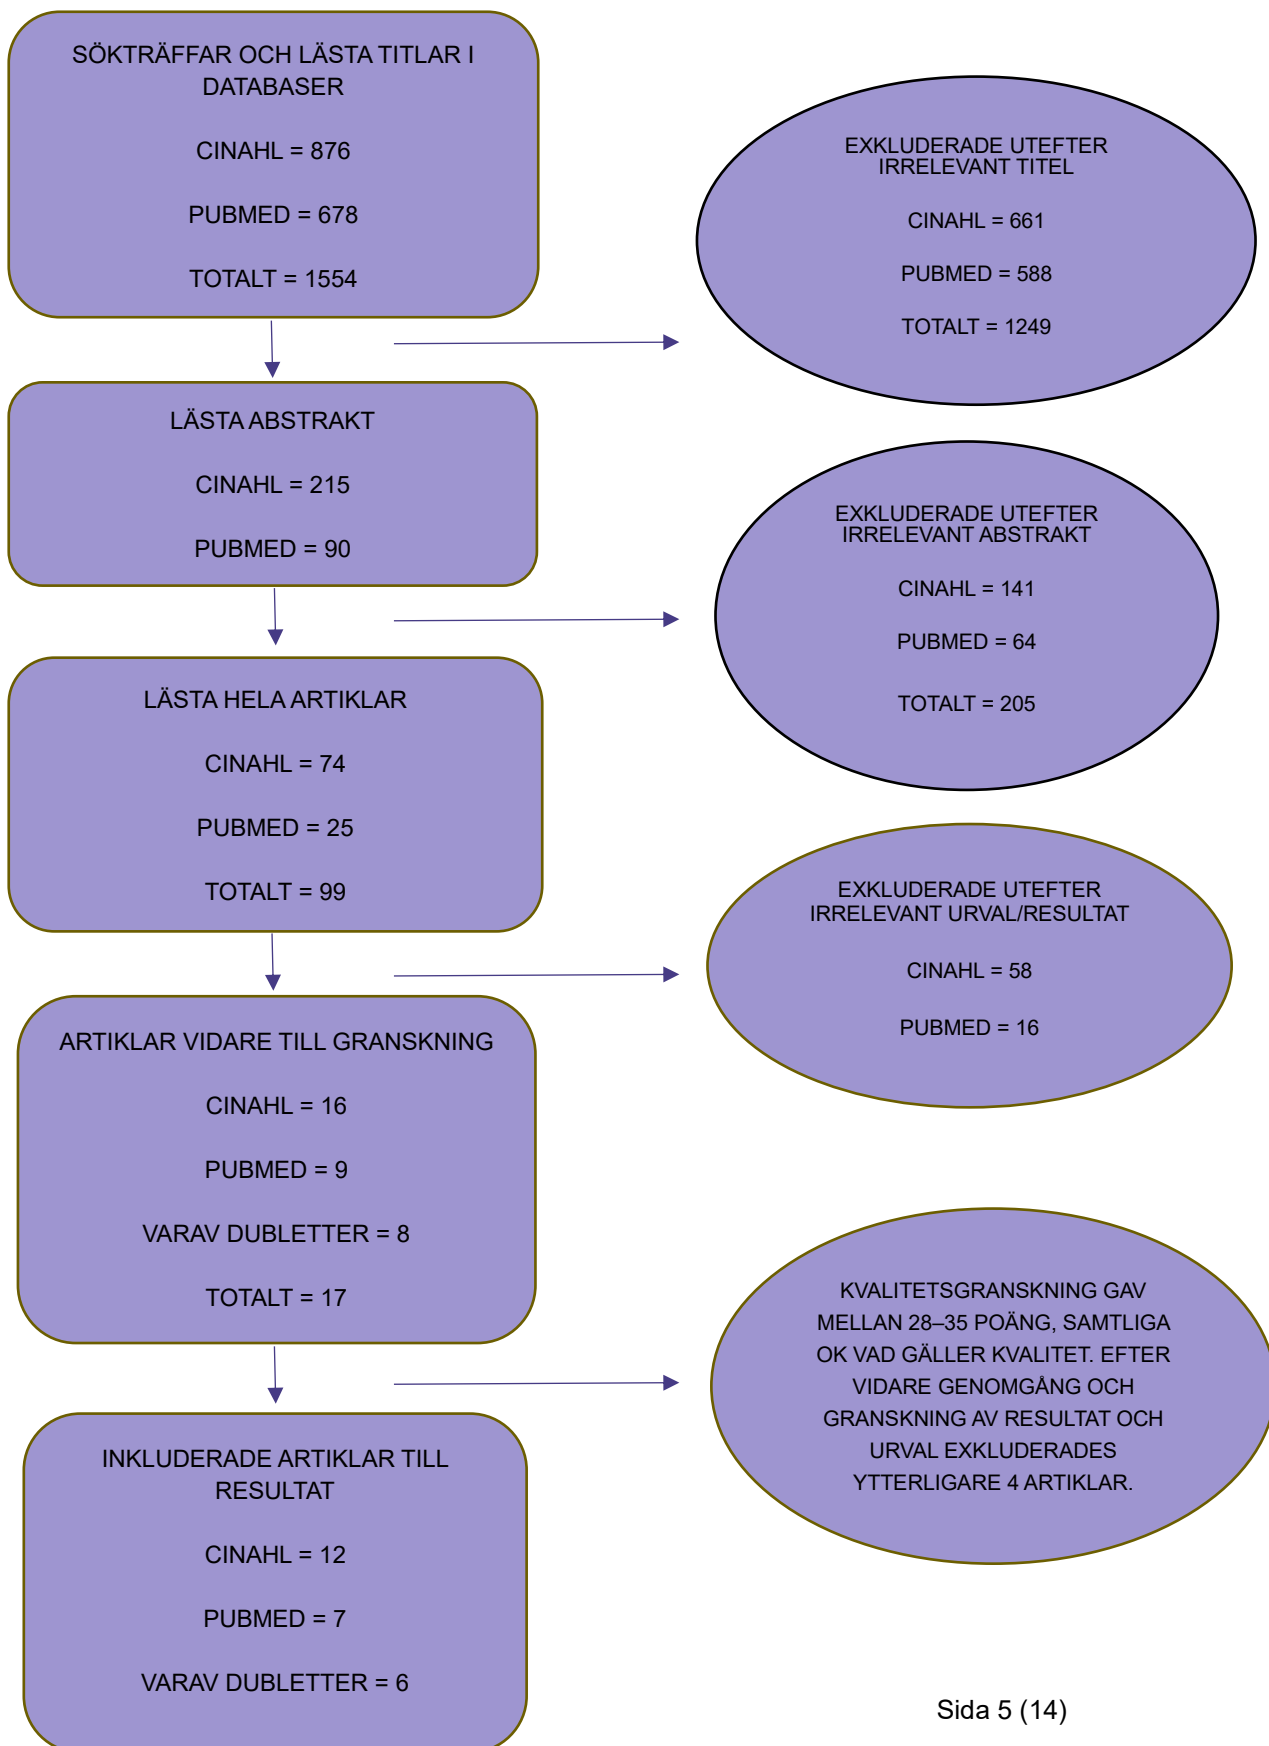 SÖKTRÄFFAR OCH LÄSTA TITLAR I
DATABASER
CINAHL = 876
PUBMED = 678
TOTALT = 1554
EXKLUDERADE UTEFTER
IRRELEVANT TITEL
CINAHL = 661
PUBMED = 588
TOTALT = 1249
LÄSTA ABSTRAKT
CINAHL = 215
PUBMED = 90
EXKLUDERADE UTEFTER
IRRELEVANT ABSTRAKT
CINAHL = 141
PUBMED = 64
TOTALT = 205
LÄSTA HELA ARTIKLAR
CINAHL = 74
PUBMED = 25
TOTALT = 99
EXKLUDERADE UTEFTER
IRRELEVANT URVAL/RESULTAT
CINAHL = 58
PUBMED = 16
ARTIKLAR VIDARE TILL GRANSKNING
CINAHL = 16
PUBMED = 9
VARAV DUBLETTER = 8
TOTALT = 17
KVALITETSGRANSKNING GAV
MELLAN 28–35 POÄNG, SAMTLIGA
OK VAD GÄLLER KVALITET. EFTER
VIDARE GENOMGÅNG OCH
GRANSKNING AV RESULTAT OCH
URVAL EXKLUDERADES
YTTERLIGARE 4 ARTIKLAR.
INKLUDERADE ARTIKLAR TILL
RESULTAT
CINAHL = 12
PUBMED = 7
VARAV DUBLETTER = 6
Sida 5 (14)